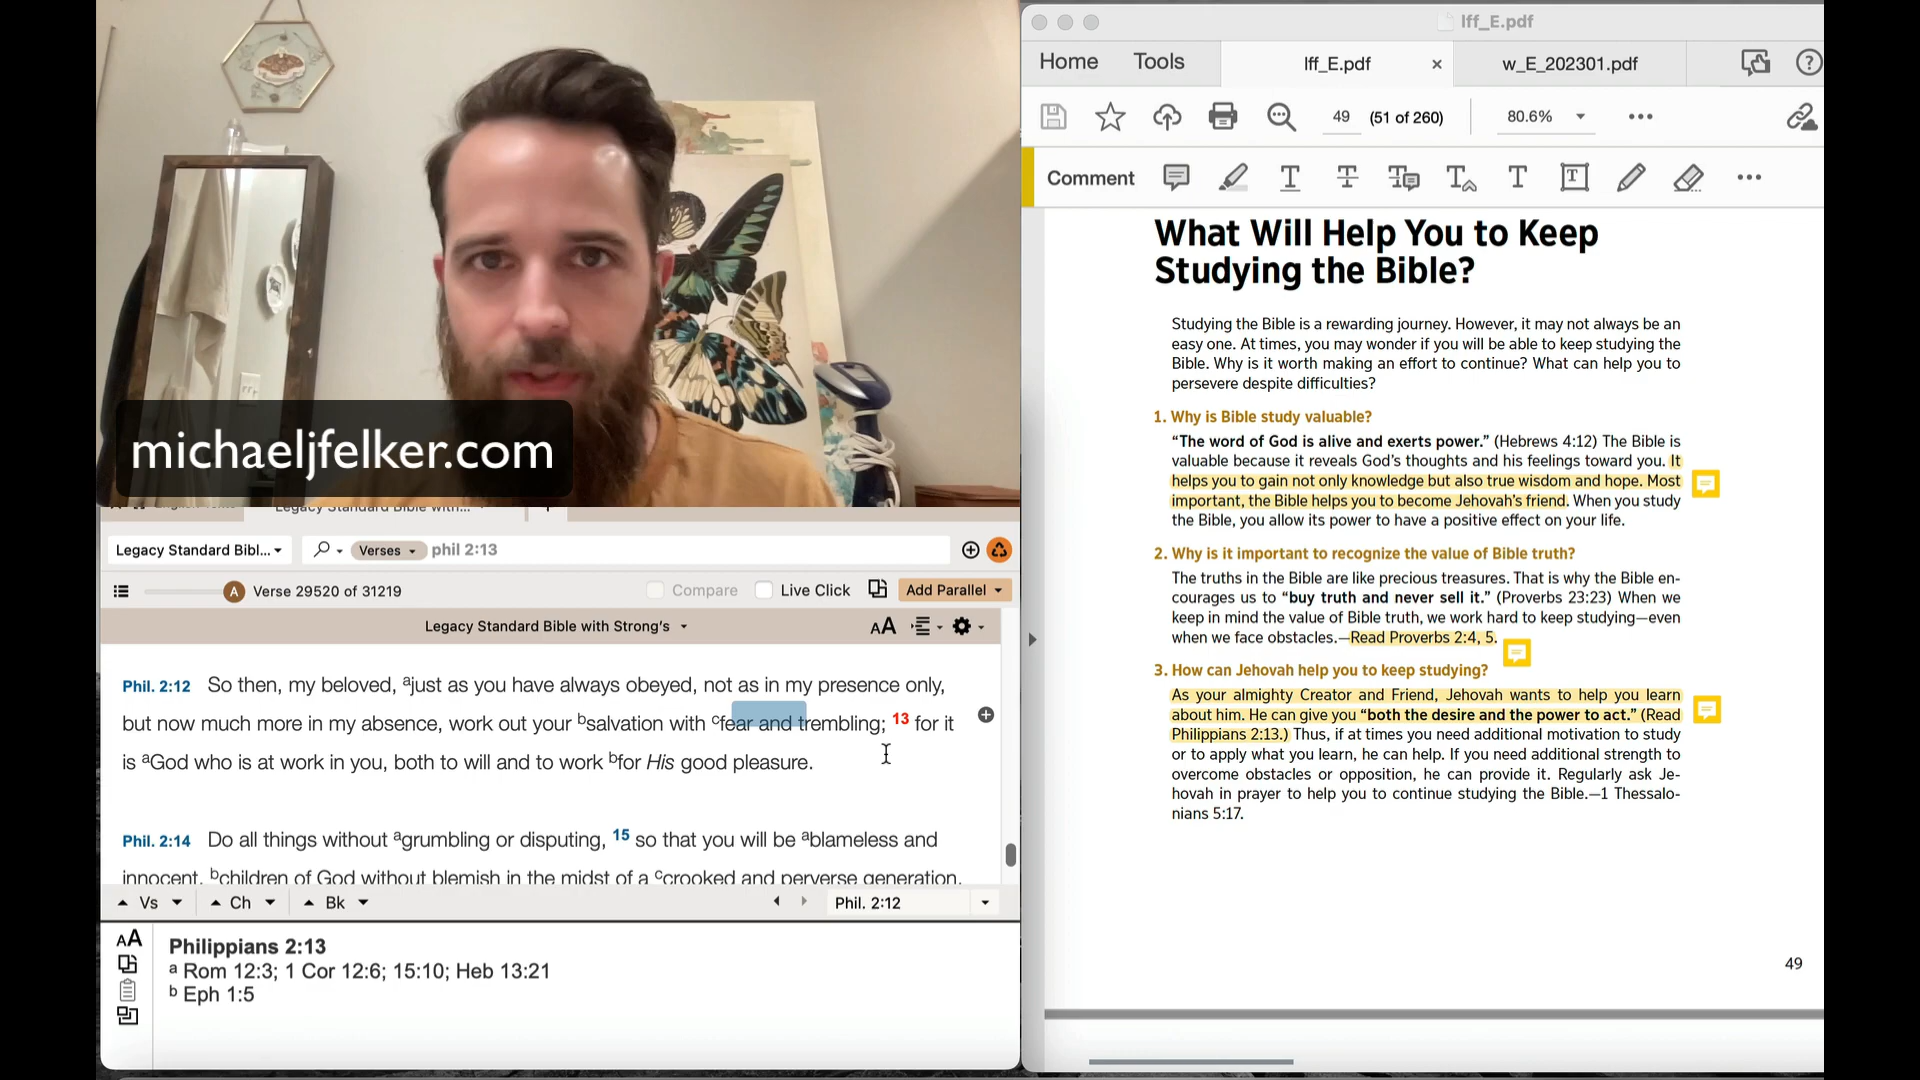 michaeljfelker.com
Legacy Standard Bibl...
Verses
phil 2:13
Verse 29520 of 31219
Compare
Live Click
Add Parallel
Legacy Standard Bible with Strong's
Phil. 2:12 So then, my beloved, ajust as you have always obeyed, not as in my presence only,
but now much more in my absence, work out your bsalvation with cfear and trembling; 13 for it
is aGod who is at work in you, both to will and to work bfor His good pleasure.
Phil. 2:14 Do all things without agrumbling or disputing, 15 so that you will be ablameless and
innocent, bchildren of God without blemish in the midst of a ccrooked and perverse generation,
Vs
Ch
Bk
Phil. 2:12
Philippians 2:13
a Rom 12:3; 1 Cor 12:6; 15:10; Heb 13:21
b Eph 1:5
lff_E.pdf
Home
Tools
lff_E.pdf
w_E_202301.pdf
49 (51 of 260)
80.6%
Comment
What Will Help You to Keep
Studying the Bible?
Studying the Bible is a rewarding journey. However, it may not always be an
easy one. At times, you may wonder if you will be able to keep studying the
Bible. Why is it worth making an effort to continue? What can help you to
persevere despite difficulties?
1. Why is Bible study valuable?
“The word of God is alive and exerts power.” (Hebrews 4:12) The Bible is
valuable because it reveals God’s thoughts and his feelings toward you. It
helps you to gain not only knowledge but also true wisdom and hope. Most
important, the Bible helps you to become Jehovah’s friend. When you study
the Bible, you allow its power to have a positive effect on your life.
2. Why is it important to recognize the value of Bible truth?
The truths in the Bible are like precious treasures. That is why the Bible en-
courages us to “buy truth and never sell it.” (Proverbs 23:23) When we
keep in mind the value of Bible truth, we work hard to keep studying—even
when we face obstacles.—Read Proverbs 2:4, 5.
3. How can Jehovah help you to keep studying?
As your almighty Creator and Friend, Jehovah wants to help you learn
about him. He can give you “both the desire and the power to act.” (Read
Philippians 2:13.) Thus, if at times you need additional motivation to study
or to apply what you learn, he can help. If you need additional strength to
overcome obstacles or opposition, he can provide it. Regularly ask Je-
hovah in prayer to help you to continue studying the Bible.—1 Thessalo-
nians 5:17.
49